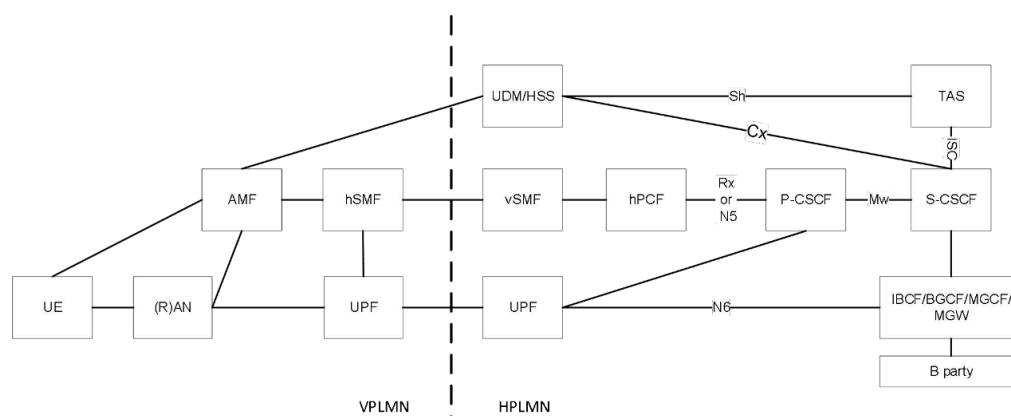 UDM/HSS
Sh
TAS
Cx
ISC
AMF
hSMF
vSMF
hPCF
Rx
or
N5
P-CSCF
Mw
S-CSCF
UE
(R)AN
UPF
UPF
N6
IBCF/BGCF/MGCF/
MGW
B party
VPLMN
HPLMN